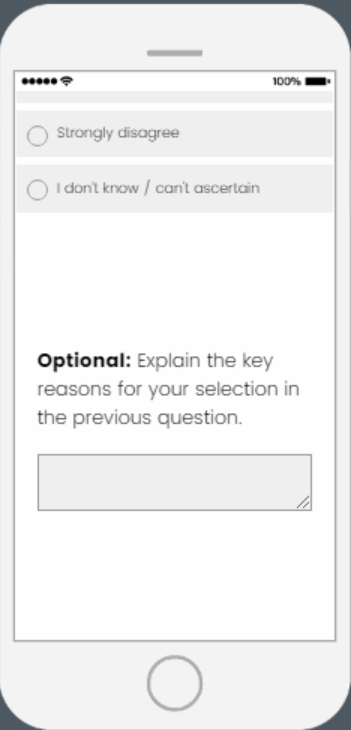 100%
Strongly disagree
I don't know / can't ascertain
Optional: Explain the key
reasons for your selection in
the previous question.